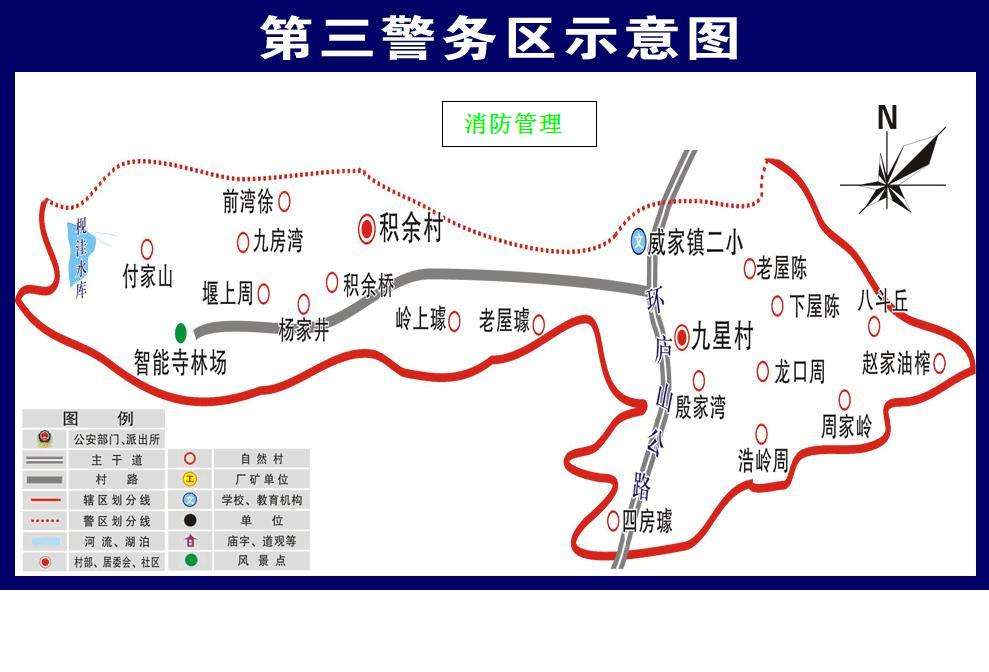 第三警务区示意图
消防管理
N
前湾徐
积余村
九房湾
枧洼水库
付家山
威家镇二小
老屋陈
积余桥
堰上周
杨家井
岭上璩
老屋璩
下屋陈
八斗丘
环庐山公路
九星村
智能寺林场
龙口周
赵家油榨
殷家湾
周家岭
浩岭周
四房璩
图 例
公安部门、派出所
主干道
自然村
村路
工
厂矿单位
辖区划分线
文
学校、教育机构
警区划分线
单位
河流、湖泊
庙宇、道观等
村部、居委会、社区
风景点